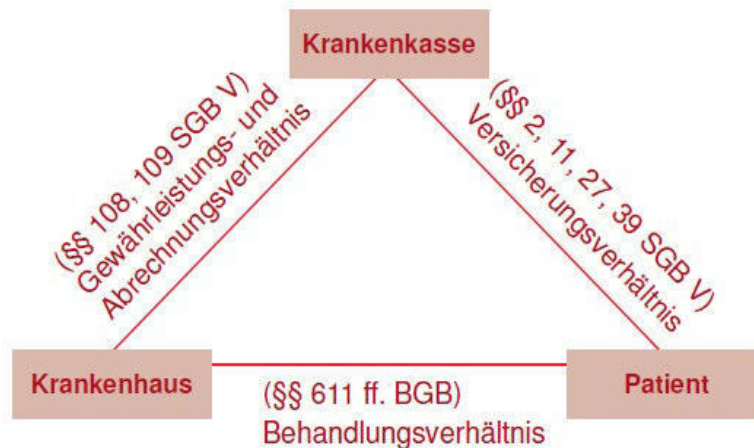 Krankenkasse
(§§ 108, 109 SGB V)
Gewährleistungs- und
Abrechnungsverhältnis
(§§ 2, 11, 27, 39 SGB V)
Versicherungsverhältnis
Krankenhaus
(§§ 611 ff. BGB)
Behandlungsverhältnis
Patient